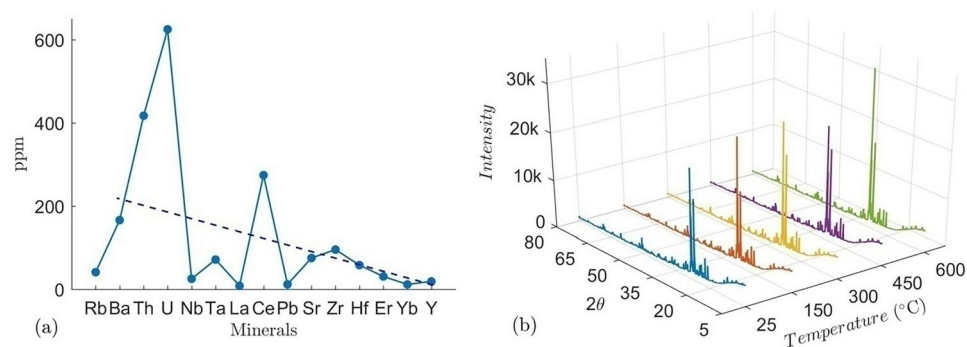 600
400
200
0
ppm
Rb Ba Th U Nb Ta La Ce Pb Sr Zr Hf Er Yb Y
Minerals
(a)
30k
20k
10k
0
Intensity
80
65
50
35
20
5
2θ
25
150
300
450
600
Temperature (°C)
(b)